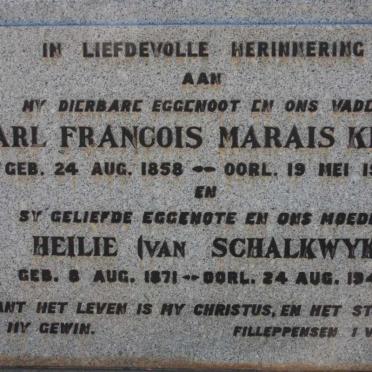 IN LIEFDEVOLLE HERINNERING
AAN
MY DIERBARE EGGENOOT EN ONS VADE
ARL FRANCOIS MARAIS K
GEB. 24 AUG. 1858 — OORL. 19 MEI 19
EN
SY GELIEFDE EGGENOTE EN ONS MOEDE
HEILIE (VAN SCHALKWYK
GEB. 8 AUG. 1871 — OORL. 24 AUG. 194
ANT HET LEVEN IS MY CHRISTUS, EN HET ST
MY GEWIN. FILLEPPENSEN 1 V